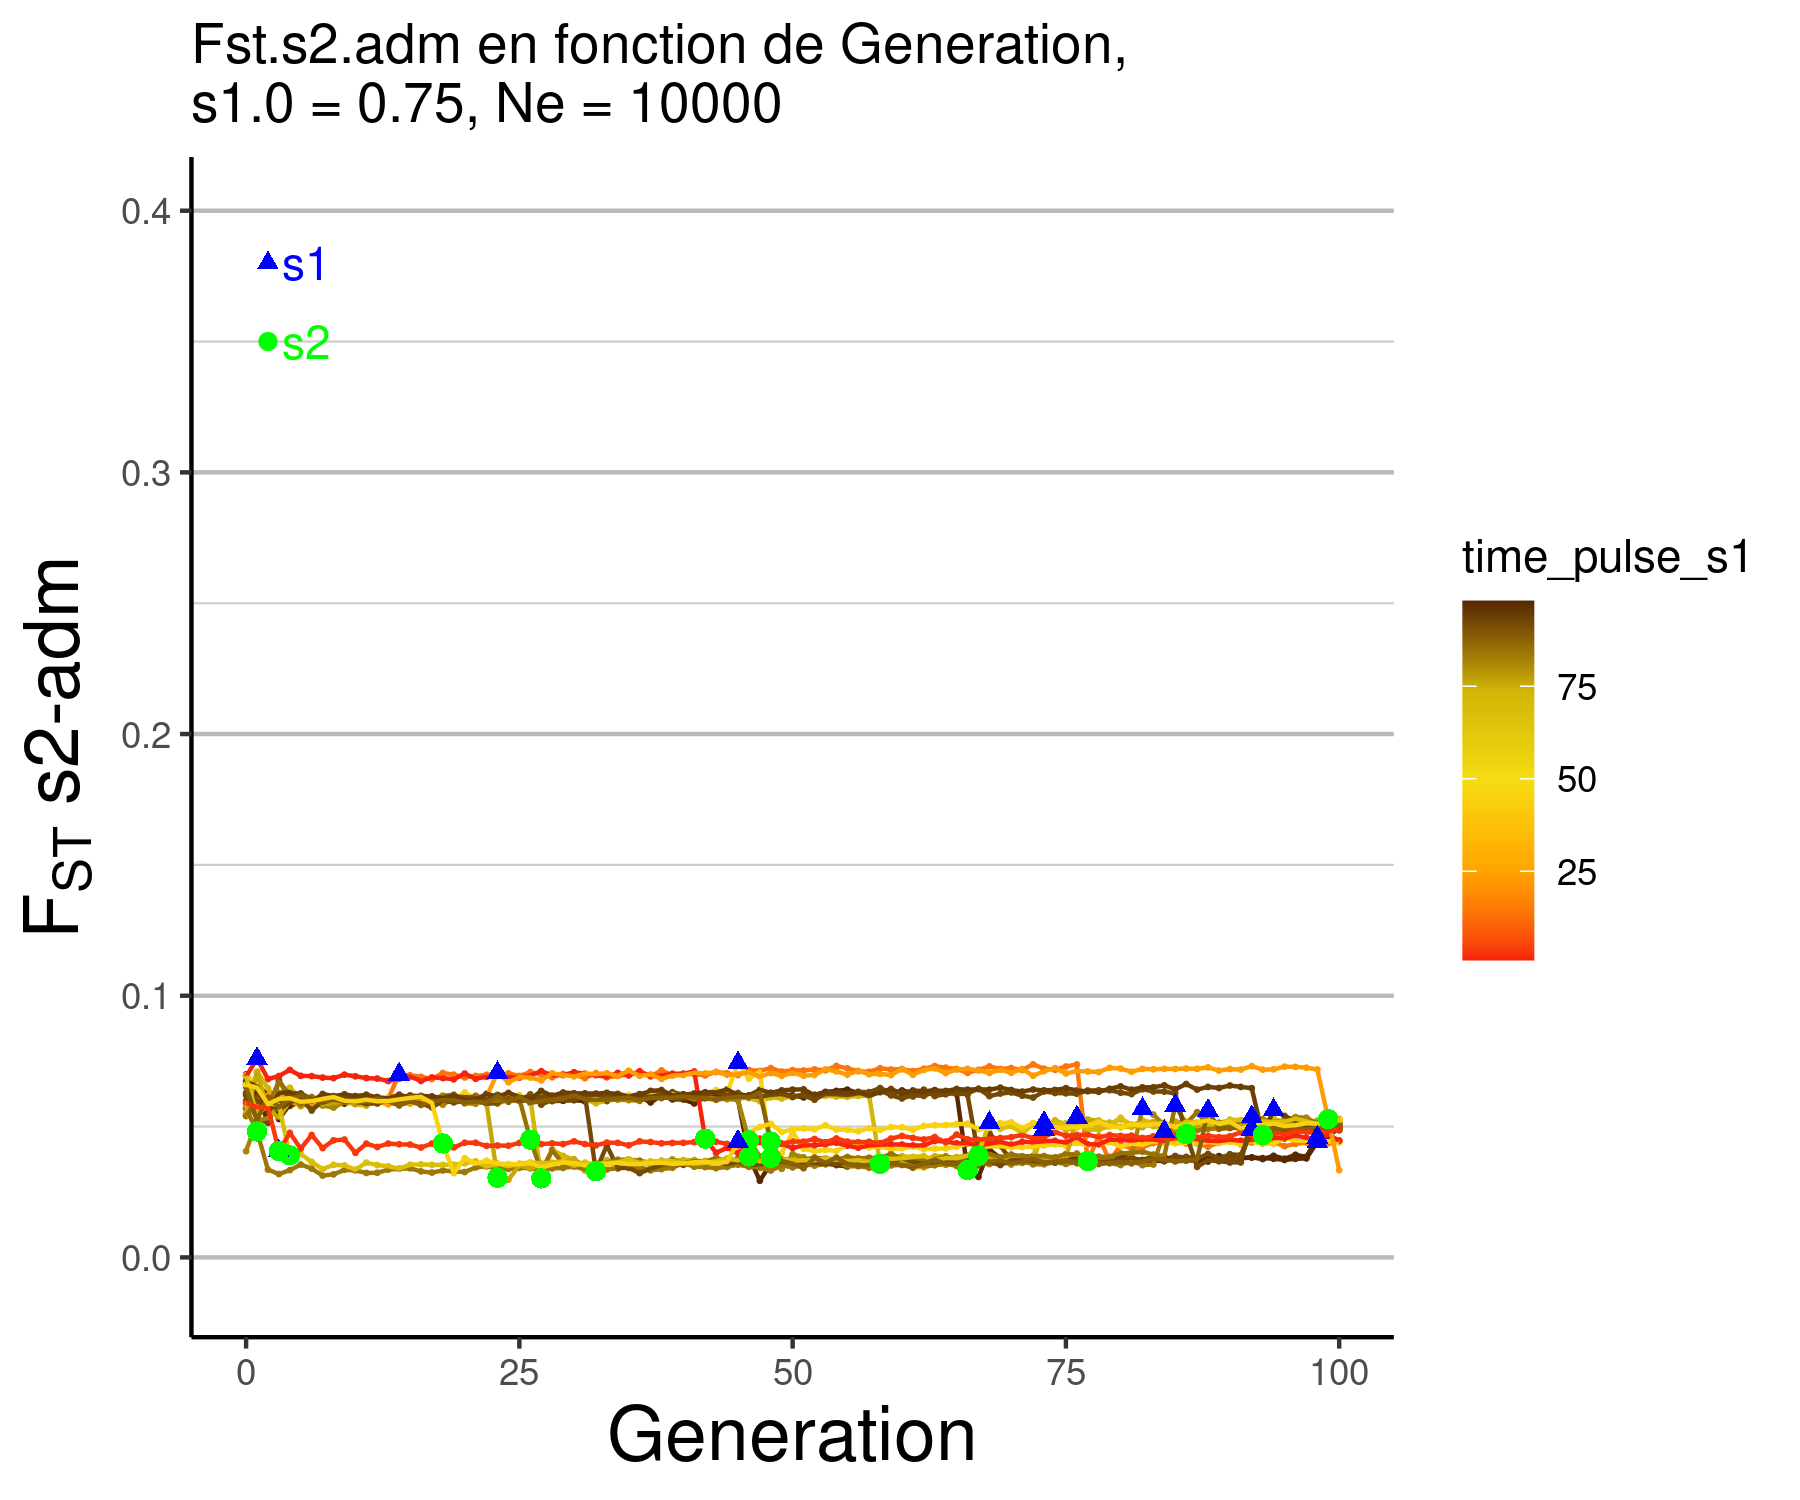 Fst.s2.adm en fonction de Generation,
s1.0 = 0.75, Ne = 10000
0.4
s1
s2
0.3
0.2
0.1
0.0
FST s2-adm
0
25
50
75
100
Generation
time_pulse_s1
75
50
25